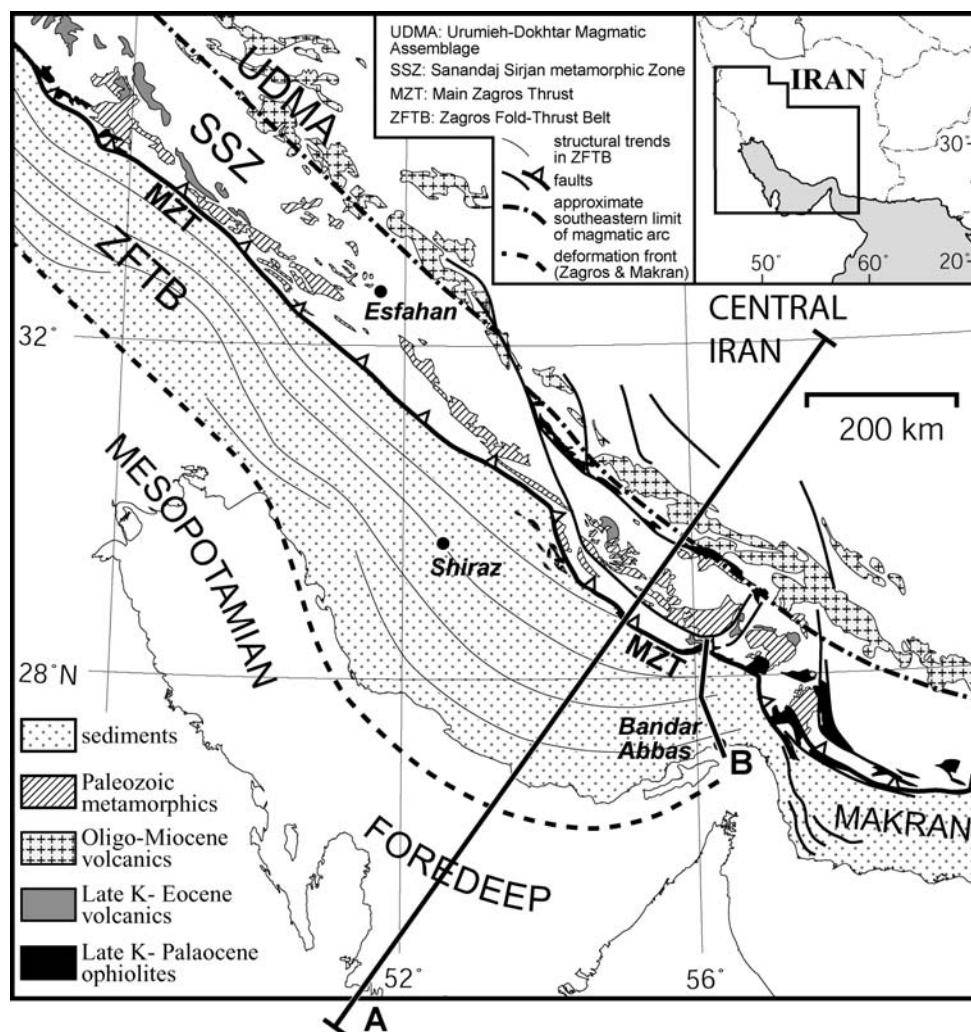 UDMA: Urumieh-Dokhtar Magmatic
Assemblage
SSZ: Sanandaj Sirjan metamorphic Zone
MZT: Main Zagros Thrust
ZFTB: Zagros Fold-Thrust Belt
structural trends
in ZFTB
faults
approximate
southeastern limit
of magmatic arc
deformation front
(Zagros & Makran)
IRAN
30°
50°
60°
20°
UDMA
SSZ
MZT
ZFTB
Esfahan
CENTRAL
IRAN
32°
200 km
MESOPOTAMIAN
Shiraz
MZT
28°N
Bandar
Abbas
B
MAKRAN
FOREDEEP
sediments
Paleozoic
metamorphics
Oligo-Miocene
volcanics
Late K- Eocene
volcanics
Late K- Palaocene
ophiolites
52°
56°
A